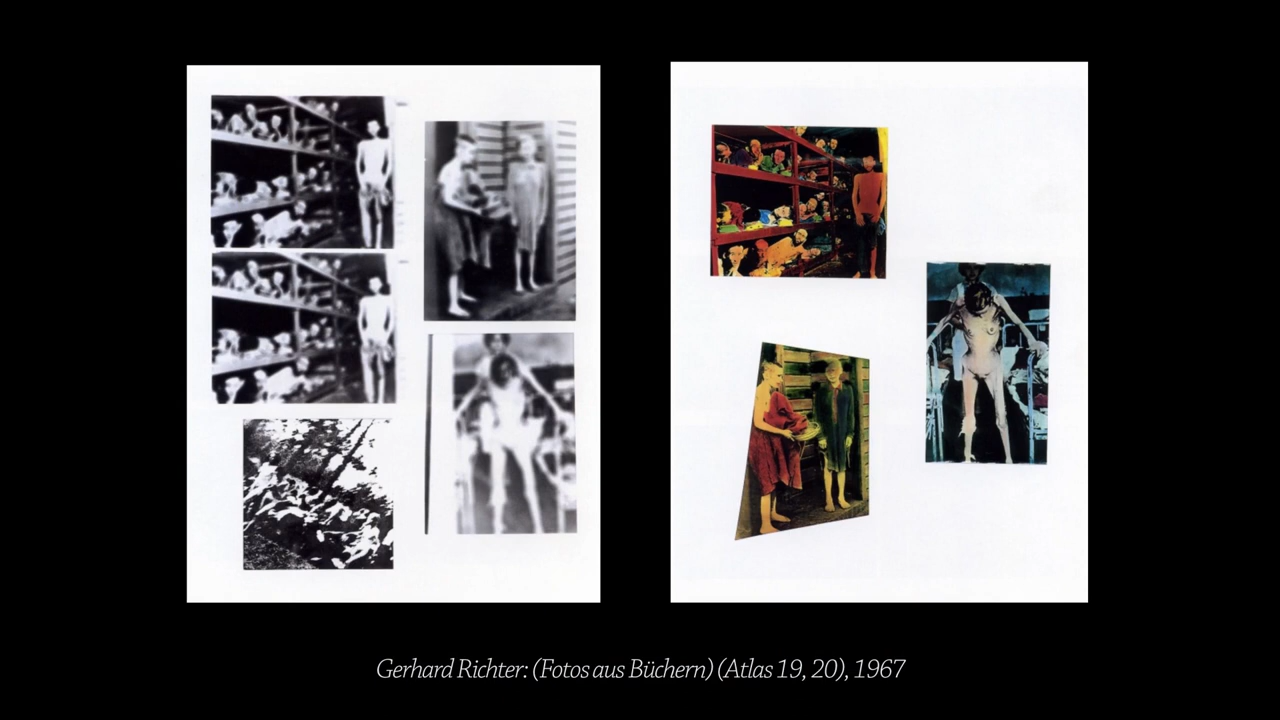 Gerhard Richter: (Fotos aus Büchern) (Atlas 19, 20), 1967